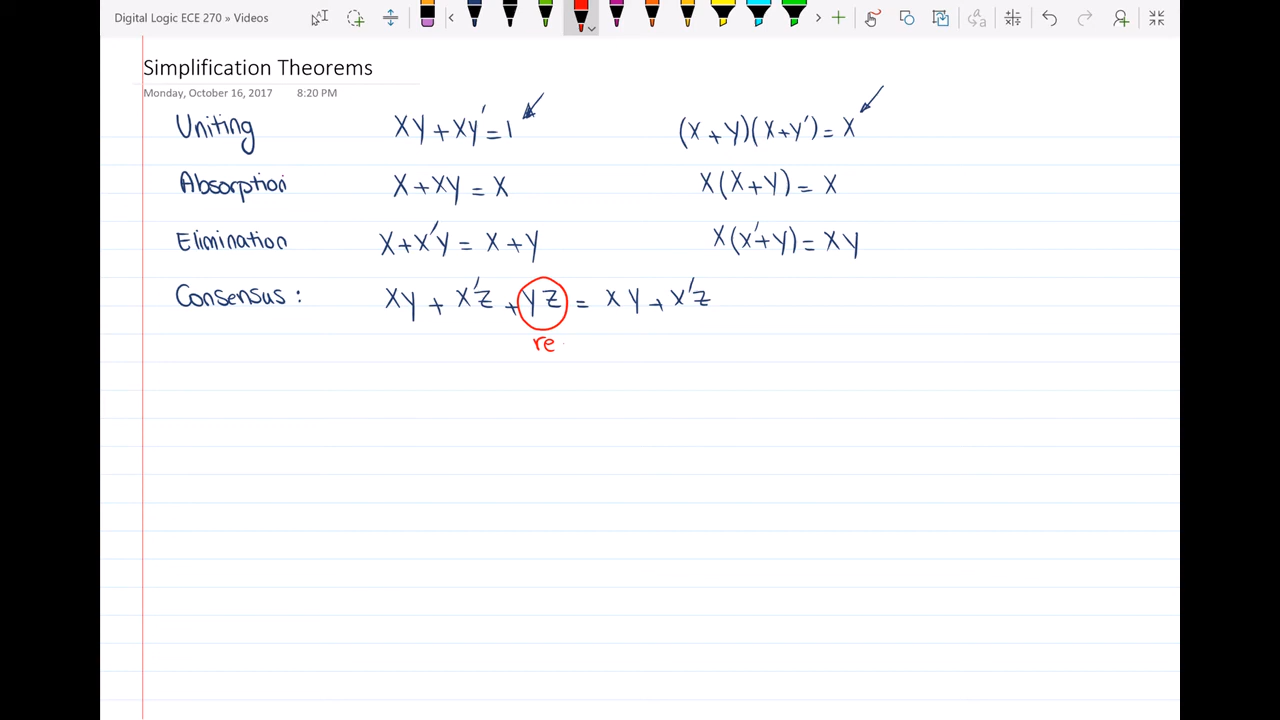 Digital Logic ECE 270 » Videos
Simplification Theorems
Monday, October 16, 2017 8:20 PM
Uniting XY + XY' = 1 (X + Y)(X + Y') = X
Absorption X + XY = X X(X + Y) = X
Elimination X + X'Y = X + Y X(X' + Y) = XY
Consensus : XY + X'Z + YZ = XY + X'Z
re